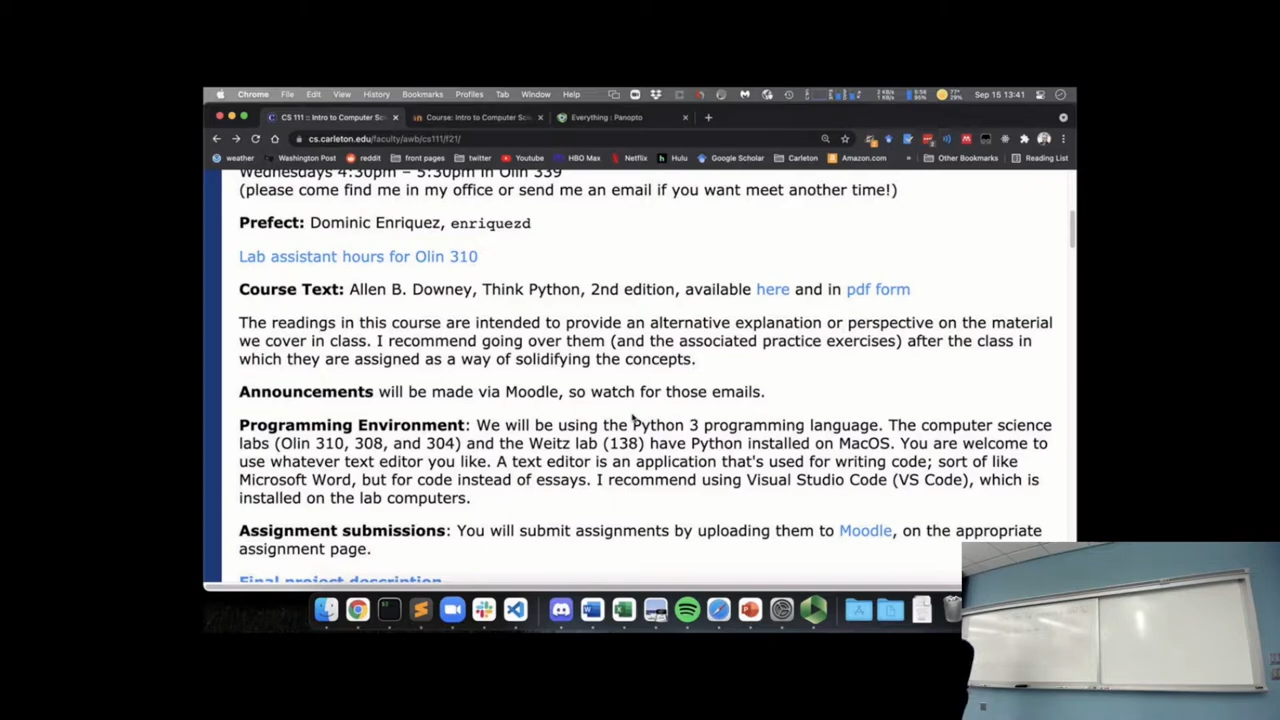 Chrome File Edit View History Bookmarks Profiles Tab Window Help Sep 15 13:41
CS 111 :: Intro to Computer Sci Course: Intro to Computer Scie Everything : Panopto
cs.carleton.edu/faculty/awb/cs111/f21/
weather Washington Post reddit front pages twitter Youtube HBO Max Netflix Hulu Google Scholar Carleton Amazon.com » Other Bookmarks Reading List
Wednesdays 4:30pm – 5:30pm in Olin 339
(please come find me in my office or send me an email if you want meet another time!)
Prefect: Dominic Enriquez, enriquezd
Lab assistant hours for Olin 310
Course Text: Allen B. Downey, Think Python, 2nd edition, available here and in pdf form
The readings in this course are intended to provide an alternative explanation or perspective on the material
we cover in class. I recommend going over them (and the associated practice exercises) after the class in
which they are assigned as a way of solidifying the concepts.
Announcements will be made via Moodle, so watch for those emails.
Programming Environment: We will be using the Python 3 programming language. The computer science
labs (Olin 310, 308, and 304) and the Weitz lab (138) have Python installed on MacOS. You are welcome to
use whatever text editor you like. A text editor is an application that's used for writing code; sort of like
Microsoft Word, but for code instead of essays. I recommend using Visual Studio Code (VS Code), which is
installed on the lab computers.
Assignment submissions: You will submit assignments by uploading them to Moodle, on the appropriate
assignment page.
Final project description